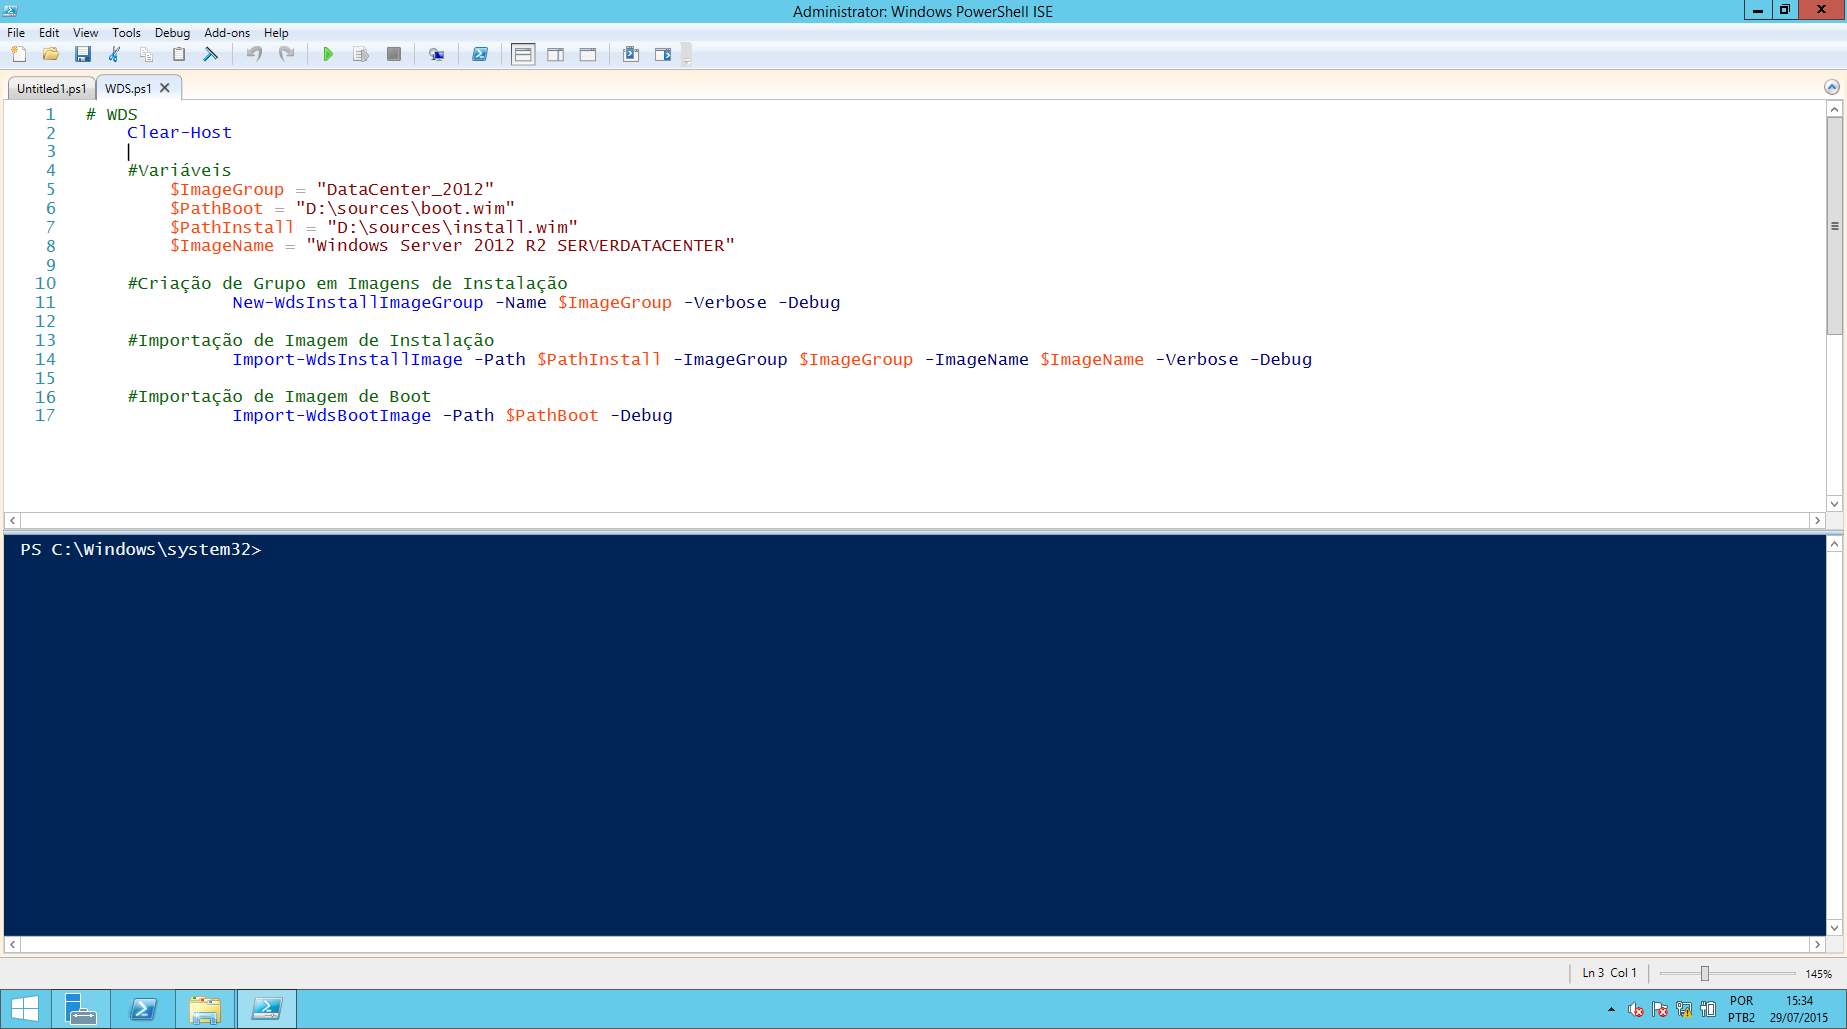 Administrator: Windows PowerShell ISE
File Edit View Tools Debug Add-ons Help
Untitled1.ps1 WDS.ps1
1 # WDS
2 Clear-Host
3
4 #Variáveis
5 $ImageGroup = "DataCenter_2012"
6 $PathBoot = "D:\sources\boot.wim"
7 $PathInstall = "D:\sources\install.wim"
8 $ImageName = "Windows Server 2012 R2 SERVERDATACENTER"
9
10 #Criação de Grupo em Imagens de Instalação
11 New-WdsInstallImageGroup -Name $ImageGroup -Verbose -Debug
12
13 #Importação de Imagem de Instalação
14 Import-WdsInstallImage -Path $PathInstall -ImageGroup $ImageGroup -ImageName $ImageName -Verbose -Debug
15
16 #Importação de Imagem de Boot
17 Import-WdsBootImage -Path $PathBoot -Debug
PS C:\Windows\system32>
Ln 3 Col 1 145%
POR 15:34
PTB2 29/07/2015